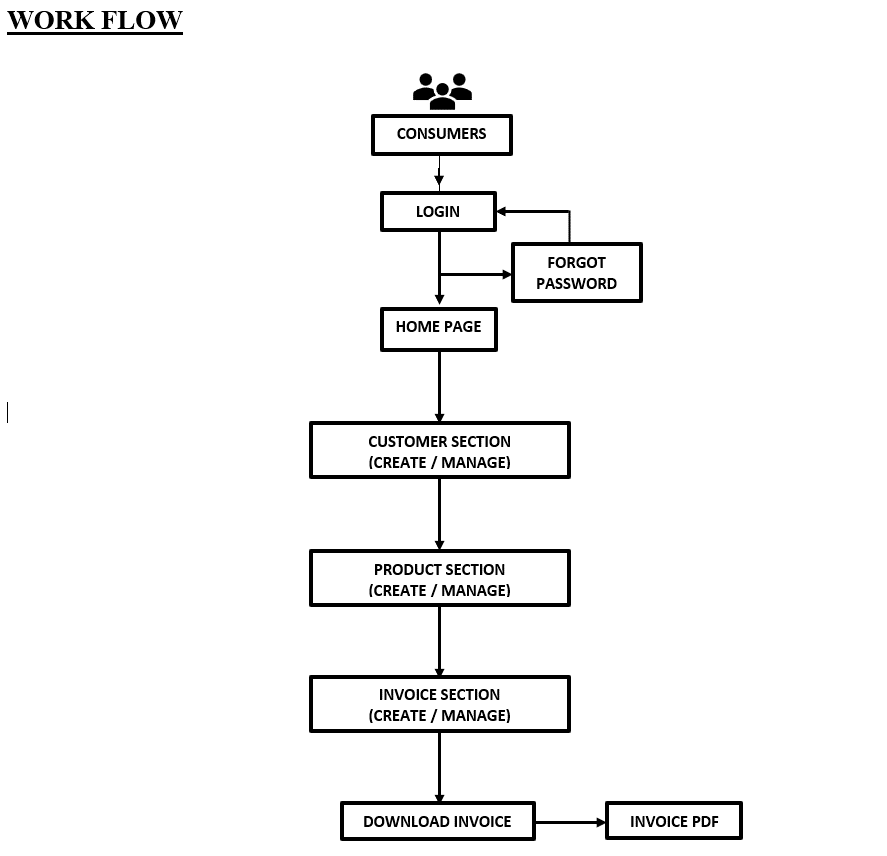 WORK FLOW
CONSUMERS
LOGIN
FORGOT
PASSWORD
HOME PAGE
CUSTOMER SECTION
(CREATE / MANAGE)
PRODUCT SECTION
(CREATE / MANAGE)
INVOICE SECTION
(CREATE / MANAGE)
DOWNLOAD INVOICE
INVOICE PDF